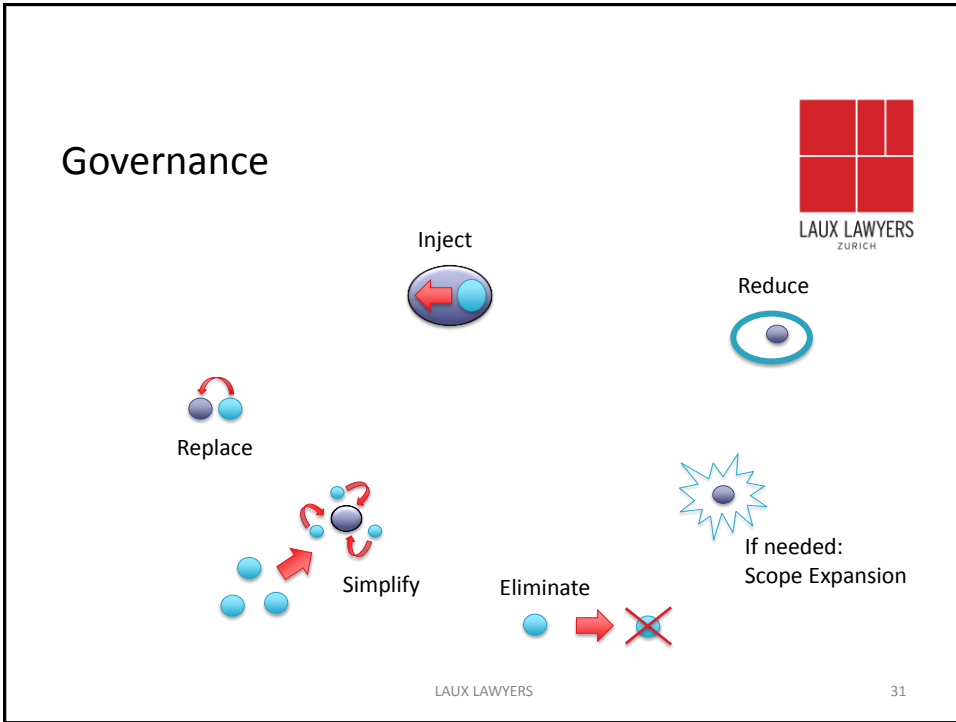 Governance
LAUX LAWYERS
ZURICH
Inject
Reduce
Replace
Simplify
Eliminate
If needed:
Scope Expansion
LAUX LAWYERS
31